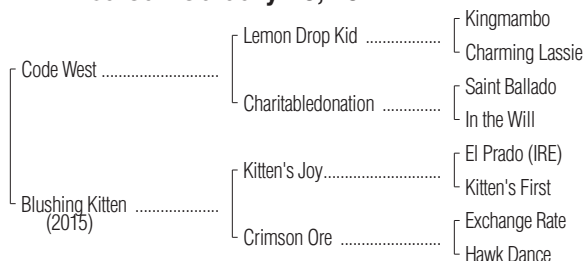 Kingmambo
Lemon Drop Kid ....................
Charming Lassie
Code West ................................
Saint Ballado
Charitabledonation ...............
In the Will
El Prado (IRE)
Kitten's Joy..............................
Kitten's First
Blushing Kitten ......................
(2015)
Exchange Rate
Crimson Ore ...........................
Hawk Dance